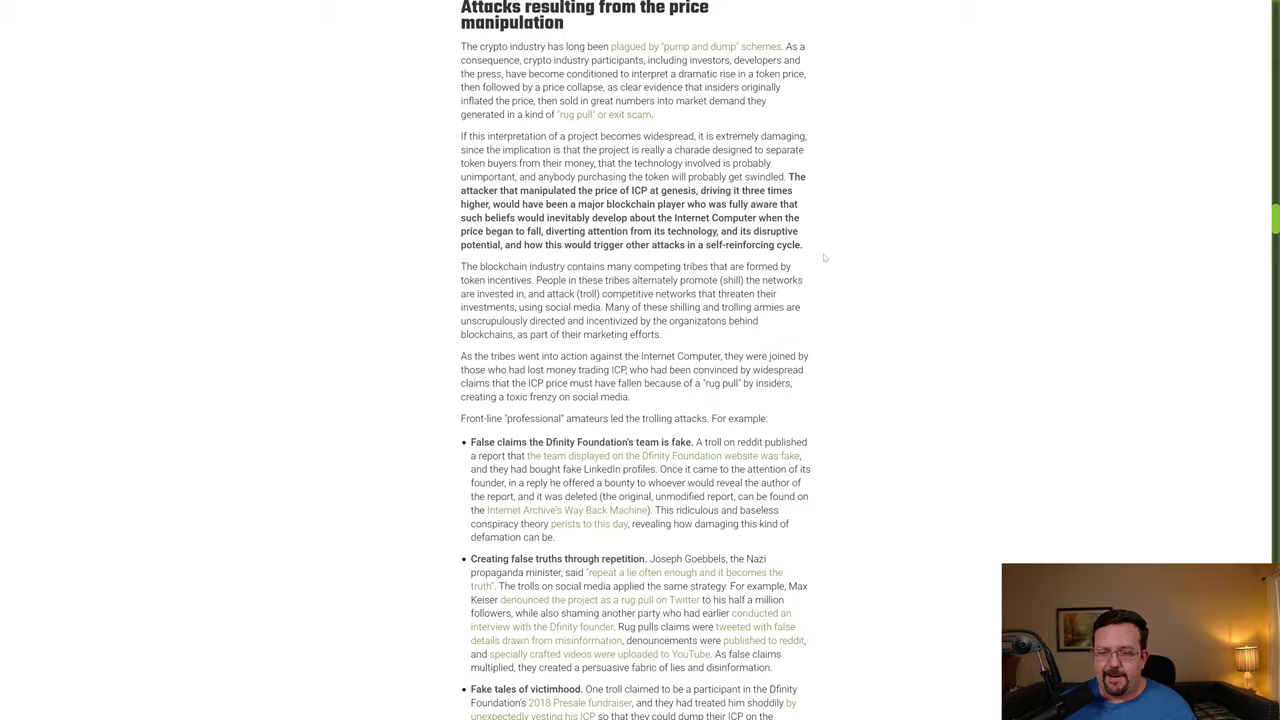 Attacks resulting from the price
manipulation
The crypto industry has long been plagued by "pump and dump" schemes. As a
consequence, crypto industry participants, including investors, developers and
the press, have become conditioned to interpret a dramatic rise in a token price,
then followed by a price collapse, as clear evidence that insiders originally
inflated the price, then sold in great numbers into market demand they
generated in a kind of "rug pull" or exit scam.
If this interpretation of a project becomes widespread, it is extremely damaging,
since the implication is that the project is really a charade designed to separate
token buyers from their money, that the technology involved is probably
unimportant, and anybody purchasing the token will probably get swindled. The
attacker that manipulated the price of ICP at genesis, driving it three times
higher, would have been a major blockchain player who was fully aware that
such beliefs would inevitably develop about the Internet Computer when the
price began to fall, diverting attention from its technology, and its disruptive
potential, and how this would trigger other attacks in a self-reinforcing cycle.
The blockchain industry contains many competing tribes that are formed by
token incentives. People in these tribes alternately promote (shill) the networks
are invested in, and attack (troll) competitive networks that threaten their
investments, using social media. Many of these shilling and trolling armies are
unscrupulously directed and incentivized by the organizatons behind
blockchains, as part of their marketing efforts.
As the tribes went into action against the Internet Computer, they were joined by
those who had lost money trading ICP, who had been convinced by widespread
claims that the ICP price must have fallen because of a "rug pull" by insiders,
creating a toxic frenzy on social media.
Front-line "professional" amateurs led the trolling attacks. For example:
• False claims the Dfinity Foundation's team is fake. A troll on reddit published
a report that the team displayed on the Dfinity Foundation website was fake,
and they had bought fake LinkedIn profiles. Once it came to the attention of its
founder, in a reply he offered a bounty to whoever would reveal the author of
the report, and it was deleted (the original, unmodified report, can be found on
the Internet Archive's Way Back Machine). This ridiculous and baseless
conspiracy theory perists to this day, revealing how damaging this kind of
defamation can be.
• Creating false truths through repetition. Joseph Goebbels, the Nazi
propaganda minister, said "repeat a lie often enough and it becomes the
truth". The trolls on social media applied the same strategy. For example, Max
Keiser denounced the project as a rug pull on Twitter to his half a million
followers, while also shaming another party who had earlier conducted an
interview with the Dfinity founder. Rug pulls claims were tweeted with false
details drawn from misinformation, denouncements were published to reddit,
and specially crafted videos were uploaded to YouTube. As false claims
multiplied, they created a persuasive fabric of lies and disinformation.
• Fake tales of victimhood. One troll claimed to be a participant in the Dfinity
Foundation's 2018 Presale fundraiser, and they had treated him shoddily by
unexpectedly vesting his ICP so that they could dump their ICP on the